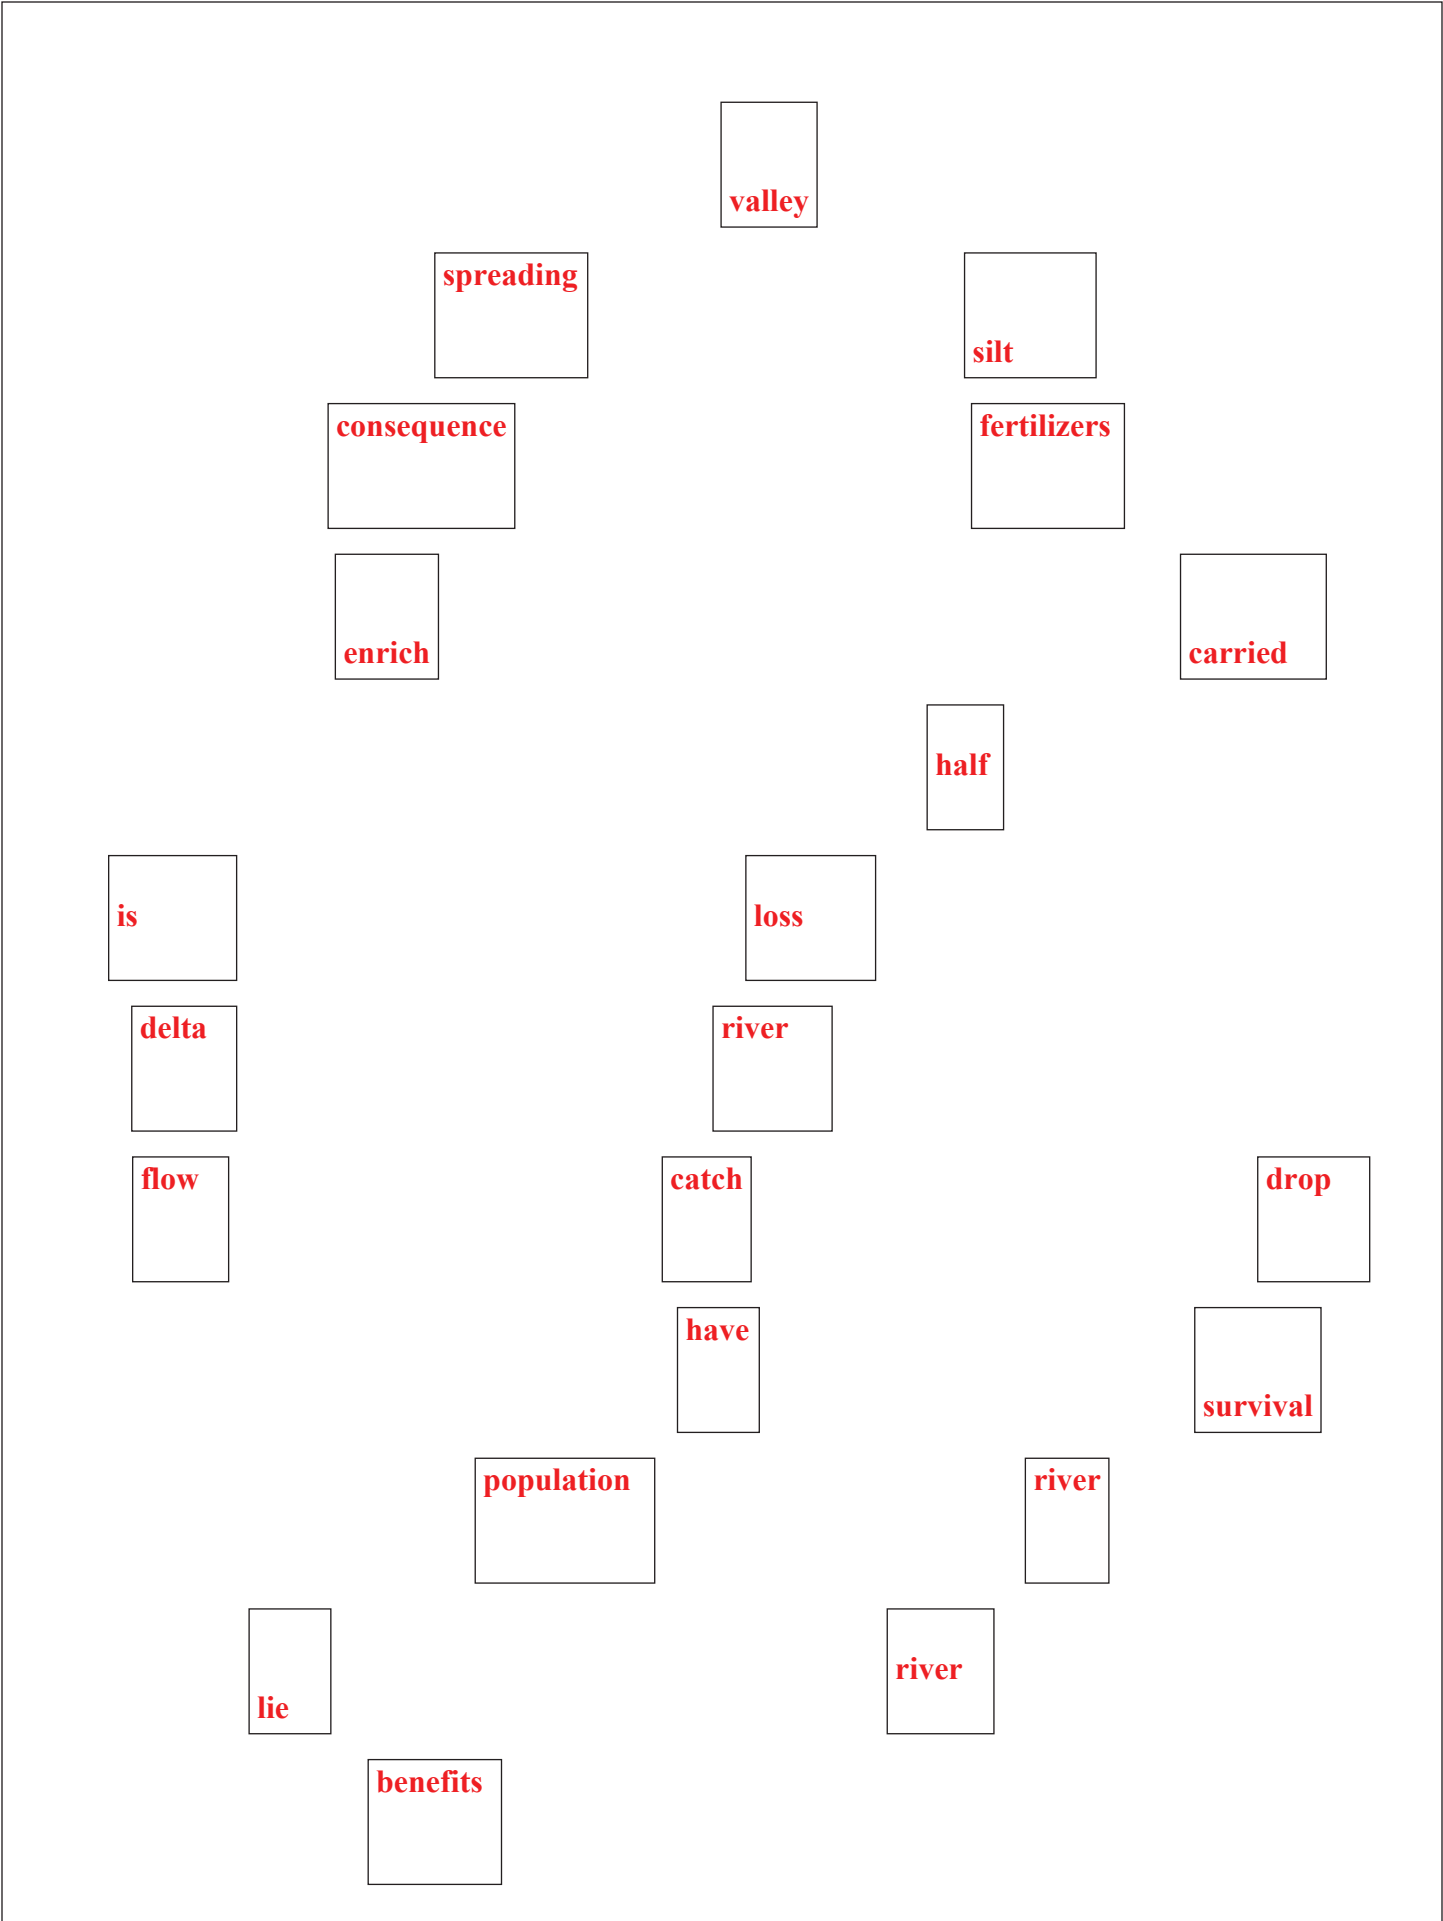 valley
spreading
silt
consequence
fertilizers
enrich
carried
half
is
loss
delta
river
flow
catch
drop
have
survival
population
river
lie
river
benefits